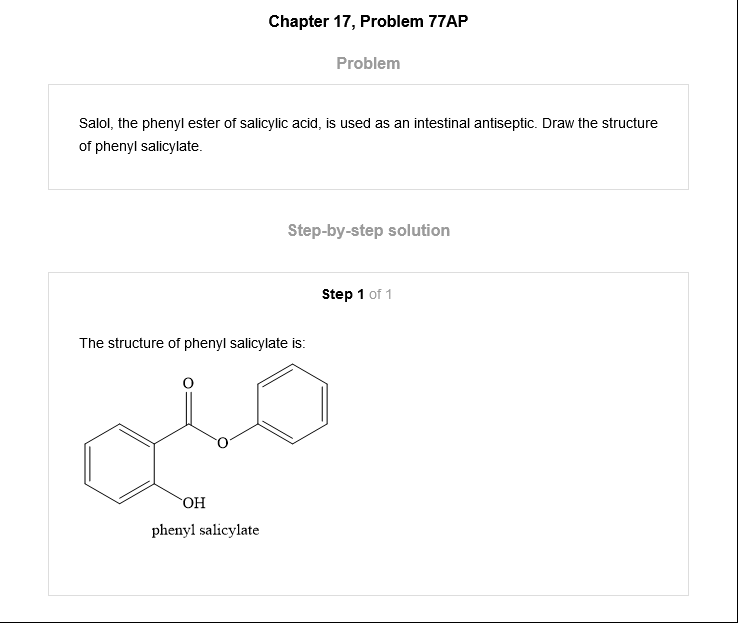 Chapter 17, Problem 77AP
Problem
Salol, the phenyl ester of salicylic acid, is used as an intestinal antiseptic. Draw the structure
of phenyl salicylate.
Step-by-step solution
Step 1 of 1
The structure of phenyl salicylate is:
O
O
OH
phenyl salicylate